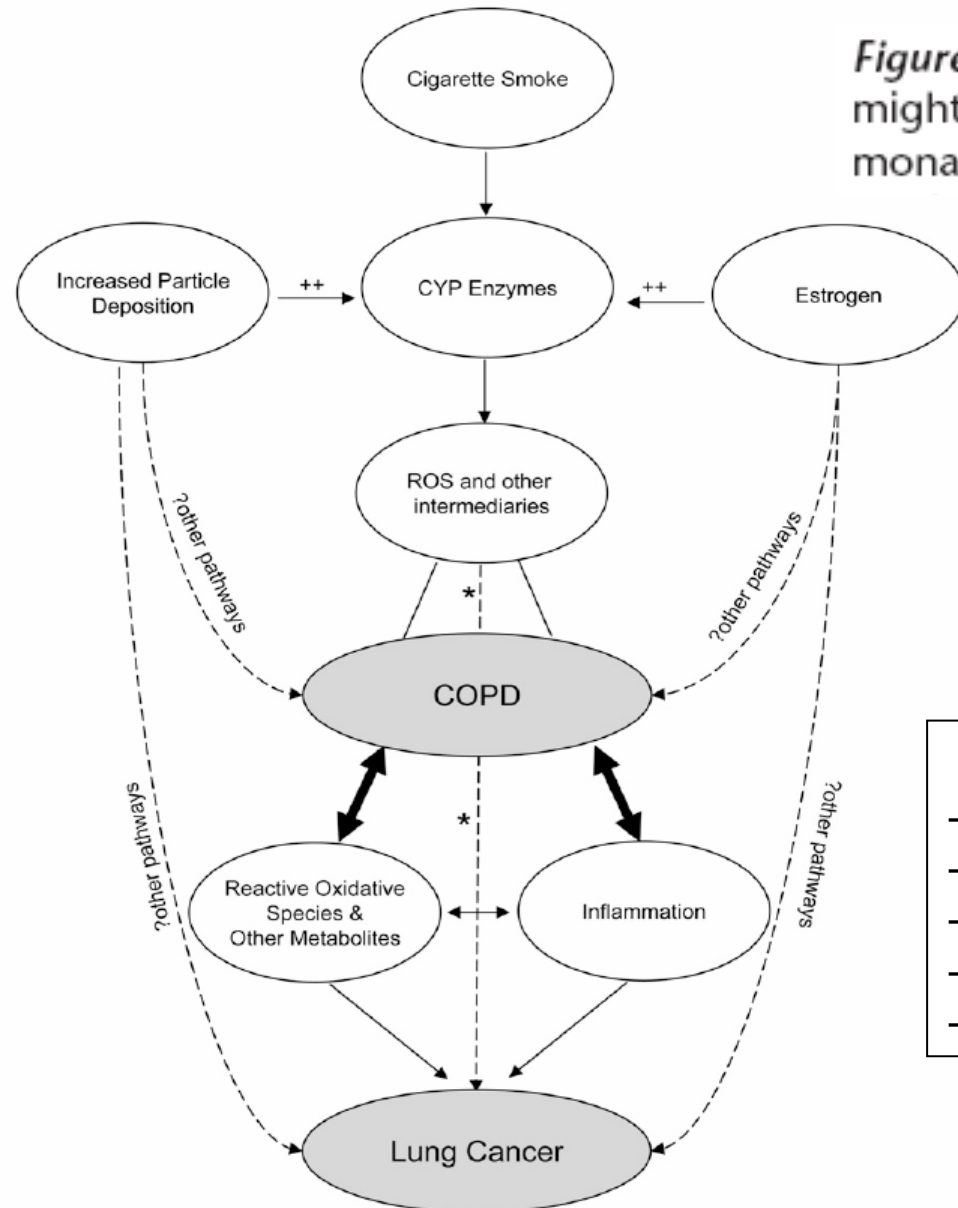 Cigarette Smoke
Figure
might
mona
Increased Particle
Deposition
++
CYP Enzymes
++
Estrogen
ROS and other
intermediaries
?other pathways
*
?other pathways
COPD
?other pathways
*
?other pathways
Reactive Oxidative
Species &
Other Metabolites
Inflammation
Lung Cancer